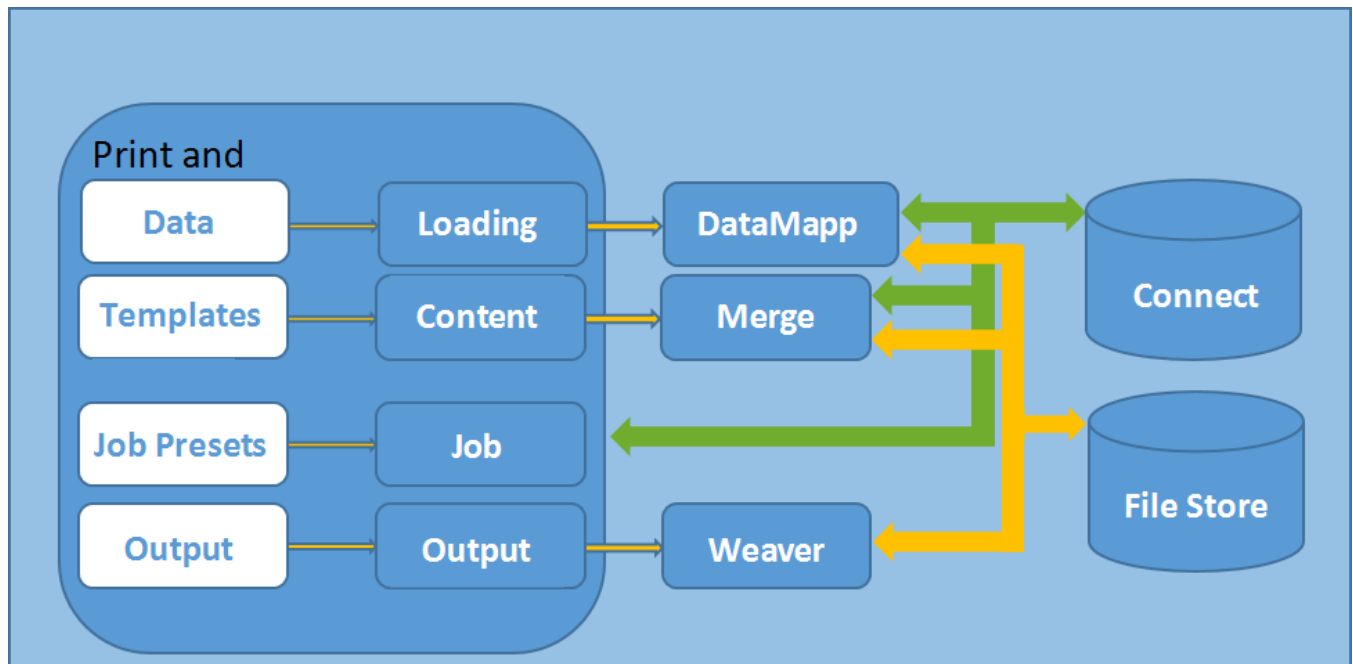 Print and
Data
Loading
DataMapp
Templates
Content
Merge
Connect
Job Presets
Job
File Store
Output
Output
Weaver